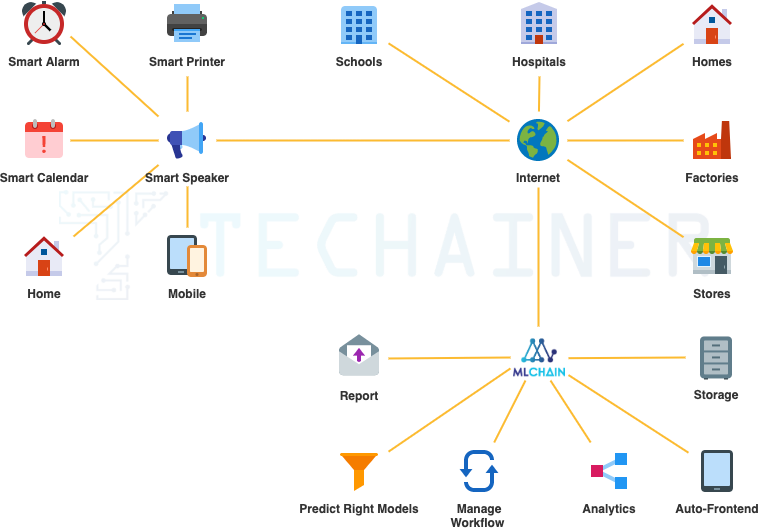 Smart Alarm
Smart Printer
Schools
Hospitals
Homes
Smart Calendar
Smart Speaker
Internet
Factories
TECHAINER
Home
Mobile
Stores
MLCHAIN
Report
Storage
Predict Right Models
Manage
Workflow
Analytics
Auto-Frontend